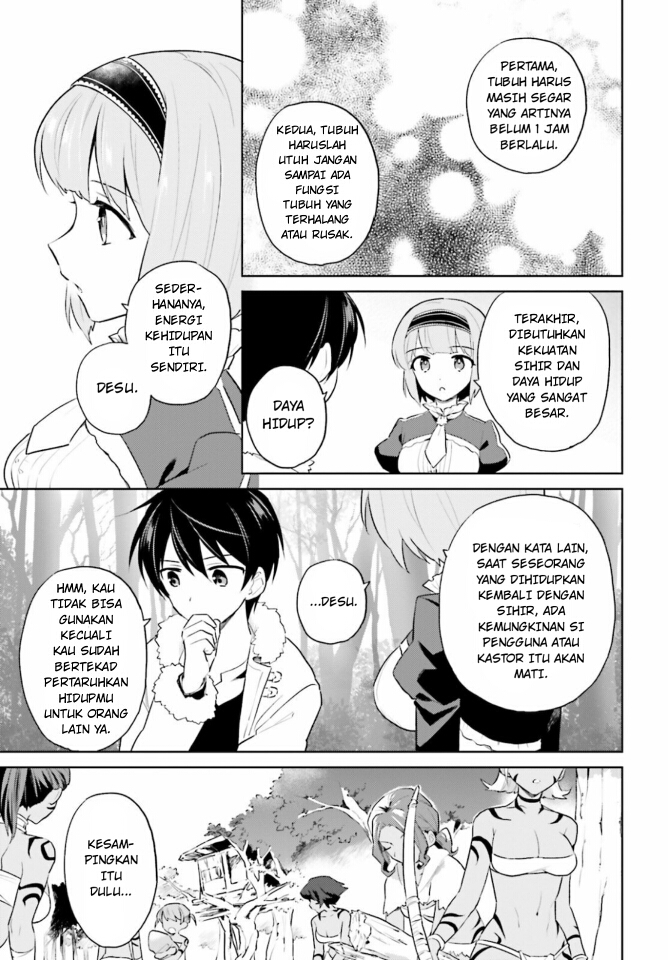 PERTAMA,
TUBUH HARUS
MASIH SEGAR
YANG ARTINYA
BELUM 1 JAM
BERLALU.
KEDUA, TUBUH
HARUSLAH
UTUH JANGAN
SAMPAI ADA
FUNGSI
TUBUH YANG
TERHALANG
ATAU RUSAK.
TERAKHIR,
DIBUTUHKAN
KEKUATAN
SIHIR DAN
DAYA HIDUP
YANG SANGAT
BESAR.
DAYA
HIDUP?
SEDER-
HANANYA,
ENERGI
KEHIDUPAN
ITU
SENDIRI.
DESU.
DENGAN KATA LAIN,
SAAT SESEORANG
YANG DIHIDUPKAN
KEMBALI DENGAN
SIHIR, ADA
KEMUNGKINAN SI
PENGGUNA ATAU
KASTOR ITU AKAN
MATI.
...DESU.
HMM, KAU
TIDAK BISA
GUNAKAN
KECUALI
KAU SUDAH
BERTEKAD
PERTARUHKAN
HIDUPMU
UNTUK ORANG
LAIN YA.
KESAM-
PINGKAN
ITU
DULU...